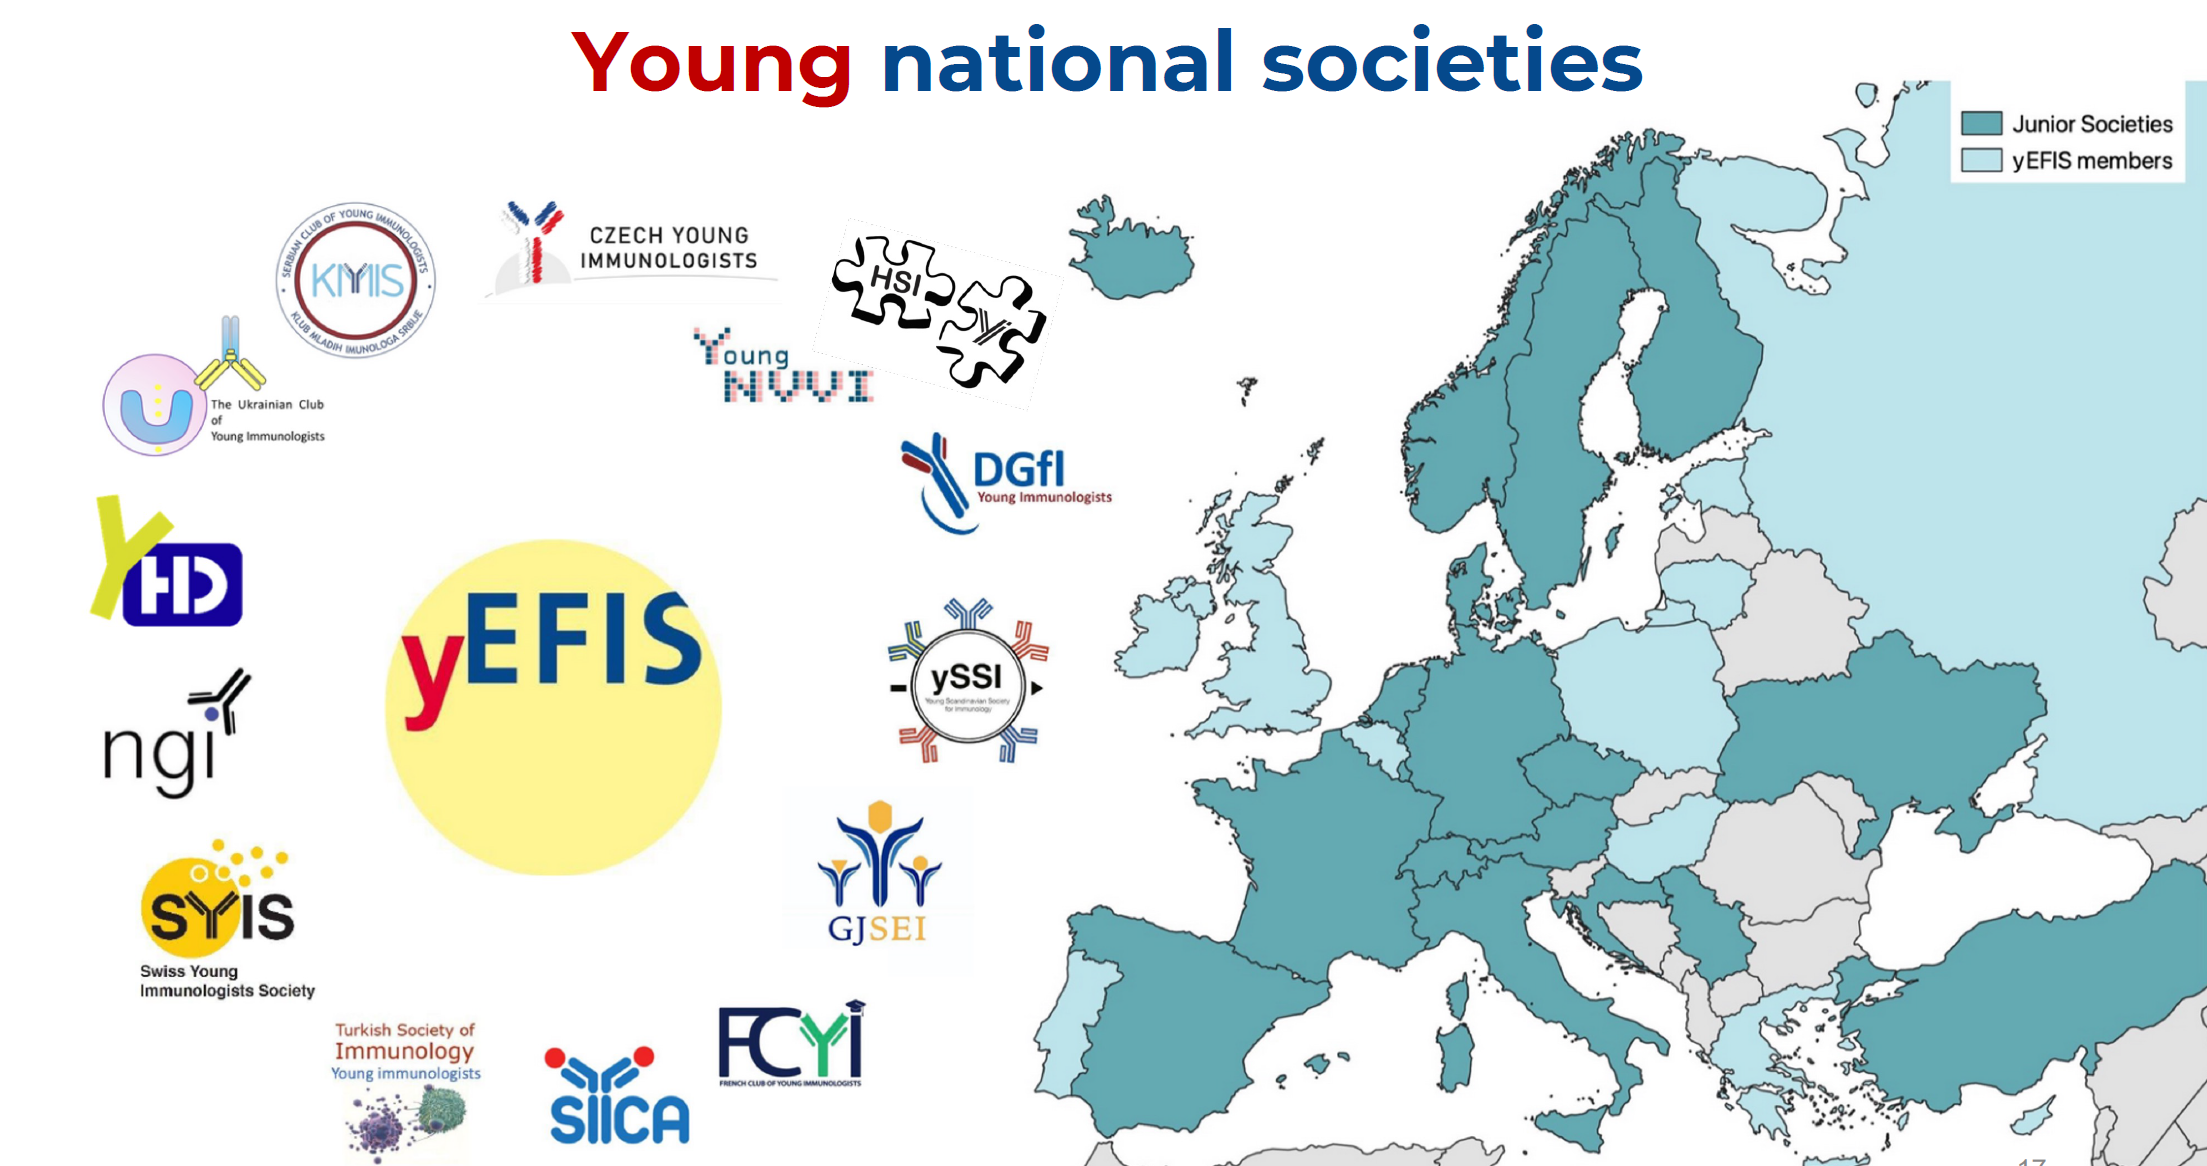 Young national societies
Junior Societies
yEFIS members
SERBIAN CLUB OF YOUNG IMMUNOLOGISTS
KMIS
KLUB MLADIH IMUNOLOGA SRBIJE
CZECH YOUNG
IMMUNOLOGISTS
HSI
Y
Young
NVVI
The Ukrainian Club
of
Young Immunologists
DGfI
Young Immunologists
YHD
yEFIS
ySSI
Young Scandinavian Society
for Immunology
ngi
GJSEI
SYIS
Swiss Young
Immunologists Society
FCYI
FRENCH CLUB OF YOUNG IMMUNOLOGISTS
Turkish Society of
Immunology
Young immunologists
SIICA